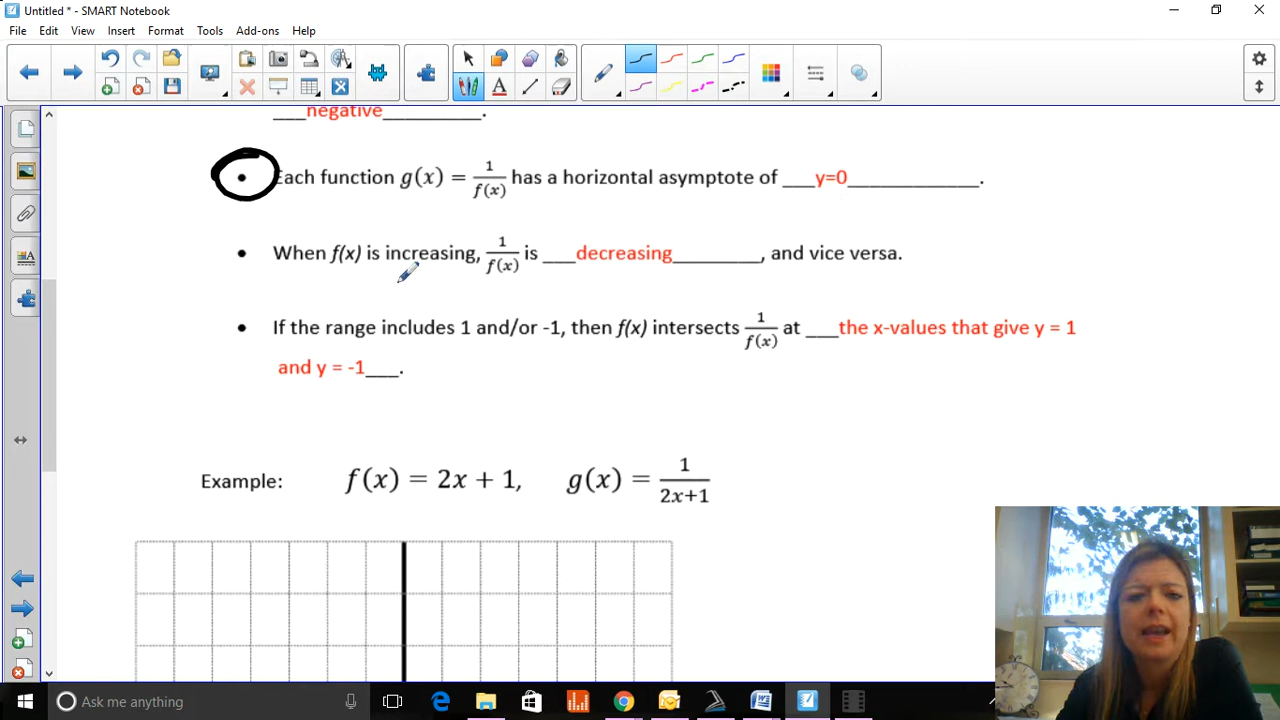 Untitled * - SMART Notebook
File Edit View Insert Format Tools Add-ons Help
___negative__________.
• Each function g(x) = 1/f(x) has a horizontal asymptote of ___y=0_____________.
• When f(x) is increasing, 1/f(x) is ___decreasing_________, and vice versa.
• If the range includes 1 and/or -1, then f(x) intersects 1/f(x) at ___the x-values that give y = 1
and y = -1___.
Example: f(x) = 2x + 1, g(x) = 1/2x+1
Ask me anything